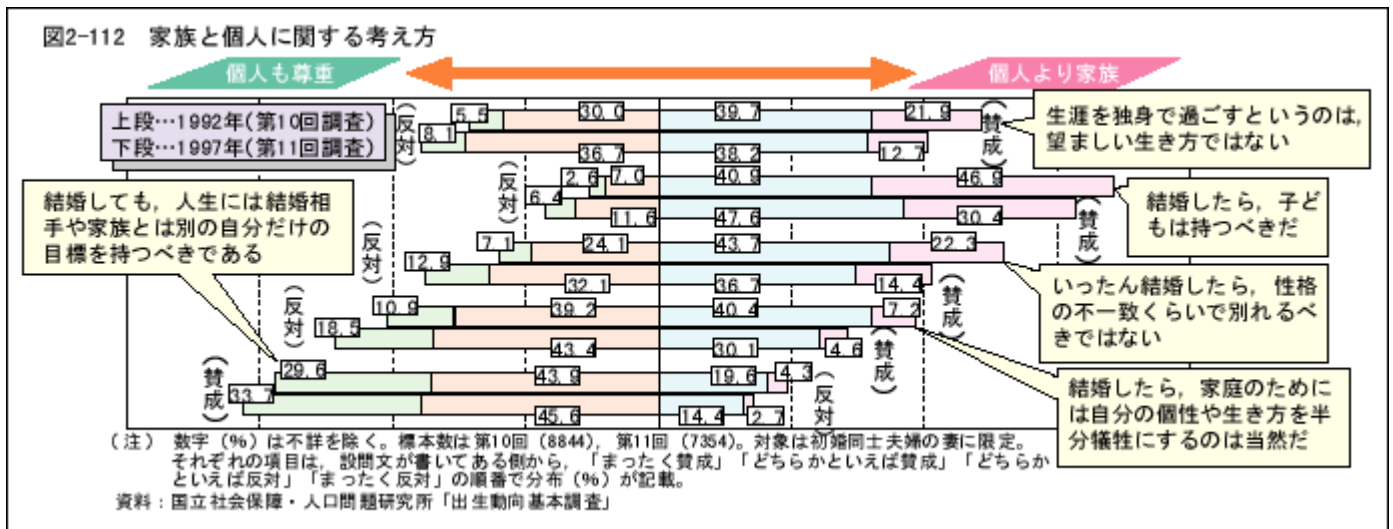 図2-112　家族と個人に関する考え方
個人も尊重
個人より家族
上段…1992年(第10回調査)
下段…1997年(第11回調査)
(反対) 5.5 30.0 39.7 21.9 (賛成)
8.1 36.7 38.2 12.7
生涯を独身で過ごすというのは,
望ましい生き方ではない
(反対) 2.6 7.0 40.9 46.9 (賛成)
6.4 11.6 47.6 30.4
結婚したら, 子ど
もは持つべきだ
結婚しても, 人生には結婚相
手や家族とは別の自分だけの
目標を持つべきである
(反対) 7.1 24.1 43.7 22.3 (賛成)
12.9 32.1 36.7 14.4
いったん結婚したら, 性格
の不一致くらいで別れるべ
きではない
(反対) 10.9 39.2 40.4 7.2 (賛成)
18.5 43.4 30.1 4.6
結婚したら, 家庭のために
は自分の個性や生き方を半
分犠牲にするのは当然だ
(賛成) 29.6 43.9 19.6 4.3 (反対)
33.7 45.6 14.4 2.7
(注)　数字(%)は不詳を除く。標本数は第10回(8844), 第11回(7354)。対象は初婚同士夫婦の妻に限定。
それぞれの項目は, 設問文が書いてある側から,「まったく賛成」「どちらかといえば賛成」「どちらか
といえば反対」「まったく反対」の順番で分布(%)が記載。
資料：国立社会保障・人口問題研究所「出生動向基本調査」